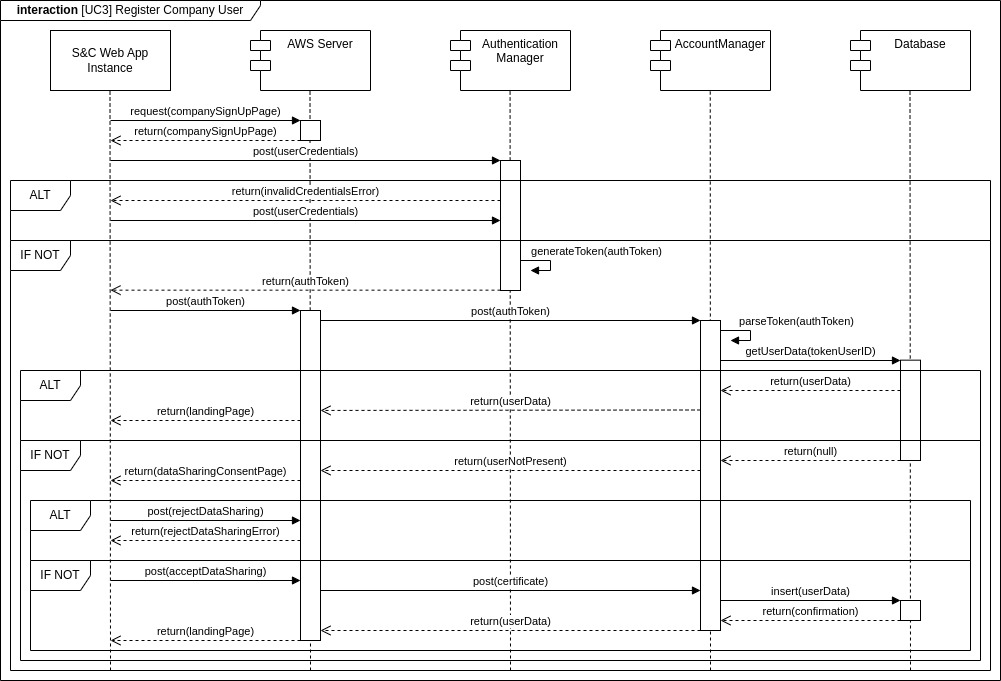 interaction [UC3] Register Company User
S&C Web App
Instance
AWS Server
Authentication
Manager
AccountManager
Database
request(companySignUpPage)
return(companySignUpPage)
post(userCredentials)
ALT
return(invalidCredentialsError)
post(userCredentials)
IF NOT
generateToken(authToken)
return(authToken)
post(authToken)
post(authToken)
parseToken(authToken)
getUserData(tokenUserID)
ALT
return(userData)
return(userData)
return(landingPage)
IF NOT
return(null)
return(userNotPresent)
return(dataSharingConsentPage)
ALT
post(rejectDataSharing)
return(rejectDataSharingError)
IF NOT
post(acceptDataSharing)
post(certificate)
insert(userData)
return(confirmation)
return(userData)
return(landingPage)